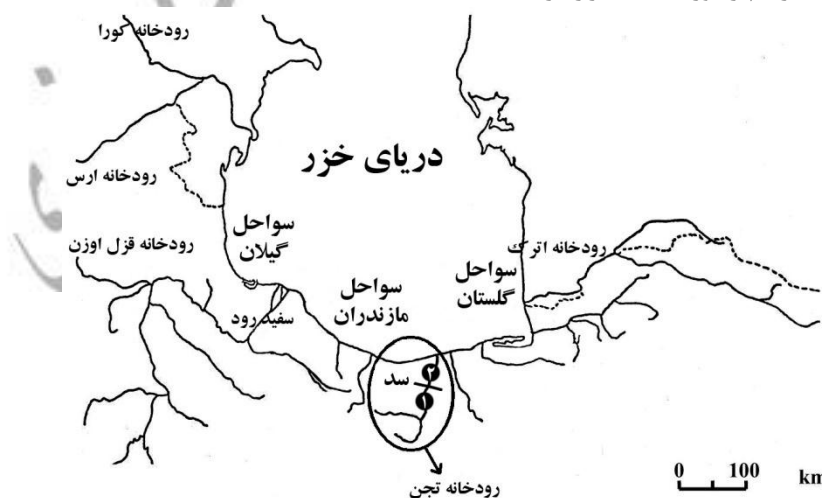 رودخانه کورا
دریای خزر
رودخانه ارس
سواحل
گیلان
رودخانه قزل اوزن
رودخانه اترک
سواحل
گلستان
سواحل
مازندران
سفید رود
سد
۲
۱
رودخانه تجن
0 100 km